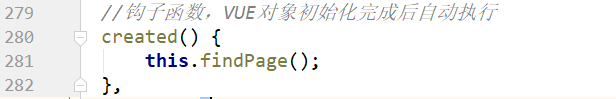 279 //钩子函数，VUE对象初始化完成后自动执行
280 created() {
281 this.findPage();
282 },